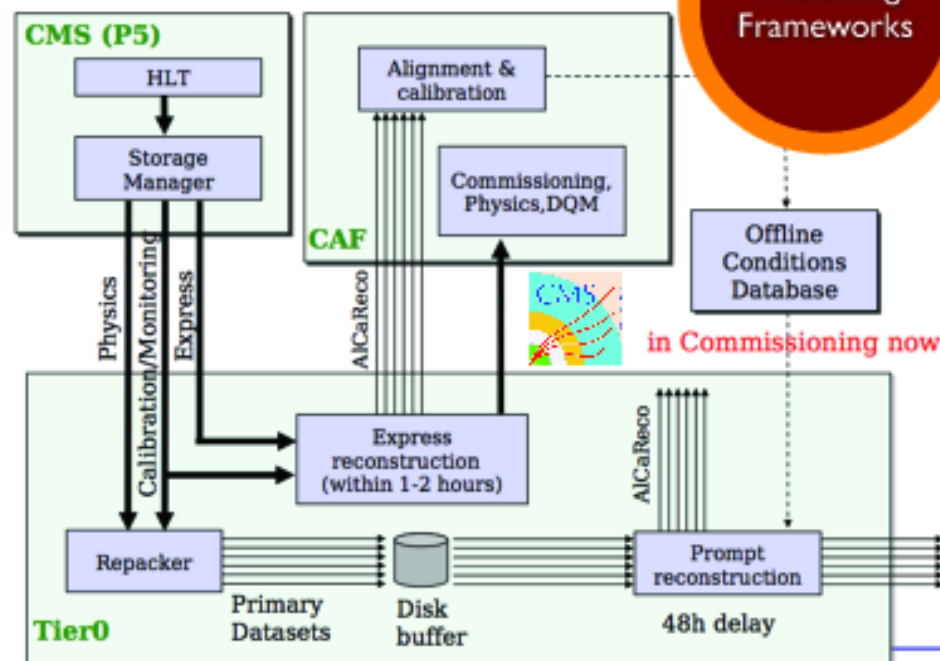 CMS (P5)
HLT
Storage
Manager
Physics
Calibration/Monitoring
Express
Alignment &
calibration
Commissioning,
Physics,DQM
CAF
AlCaReco
Frameworks
Offline
Conditions
Database
CMS
in Commissioning now
Express
reconstruction
(within 1-2 hours)
AlCaReco
Repacker
Primary
Datasets
Disk
buffer
Prompt
reconstruction
48h delay
Tier0